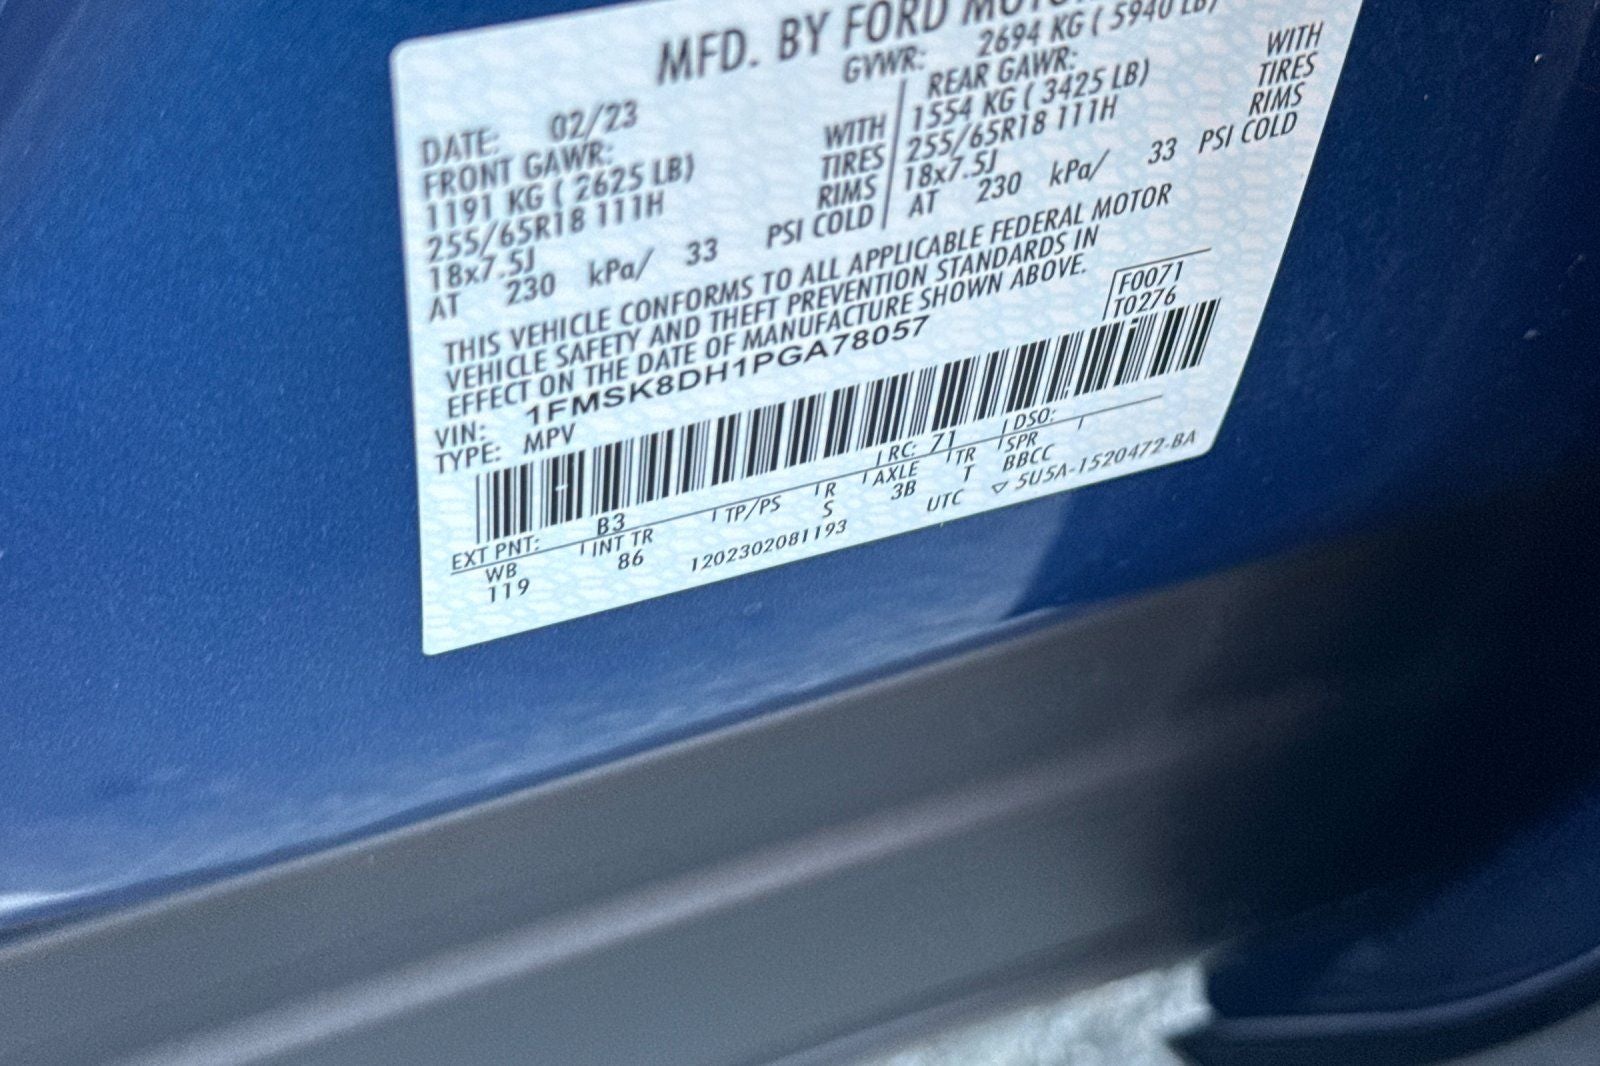 MFD. BY FORD MOTOR
GVWR: 2694 KG ( 5940 LB)
DATE: 02/23
FRONT GAWR:
1191 KG ( 2625 LB) WITH
255/65R18 111H TIRES
18x7.5J RIMS
AT 230 kPa/ 33 PSI COLD
REAR GAWR:
1554 KG ( 3425 LB) WITH
255/65R18 111H TIRES
18x7.5J RIMS
AT 230 kPa/ 33 PSI COLD
THIS VEHICLE CONFORMS TO ALL APPLICABLE FEDERAL MOTOR
VEHICLE SAFETY AND THEFT PREVENTION STANDARDS IN
EFFECT ON THE DATE OF MANUFACTURE SHOWN ABOVE.
VIN: 1FMSK8DH1PGA78057
TYPE: MPV
F0071
T0276
EXT PNT: B3 RC: 71 DSO:
WB INT TR TP/PS R AXLE TR SPR
119 86 S 3B T BBCC
1202302081193 UTC ▽ 5U5A-1520472-BA